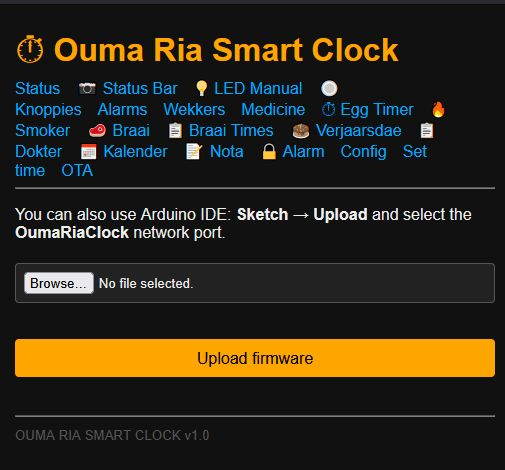 ⏱ Ouma Ria Smart Clock
Status 📷 Status Bar 💡 LED Manual ⚪
Knoppies Alarms Wekkers Medicine ⏱ Egg Timer 🔥
Smoker 🥩 Braai 📋 Braai Times 🎂 Verjaarsdae 📋
Dokter 📅 Kalender 📝 Nota 🔒 Alarm Config Set
time OTA
You can also use Arduino IDE: Sketch → Upload and select the
OumaRiaClock network port.
Browse... No file selected.
Upload firmware
OUMA RIA SMART CLOCK v1.0